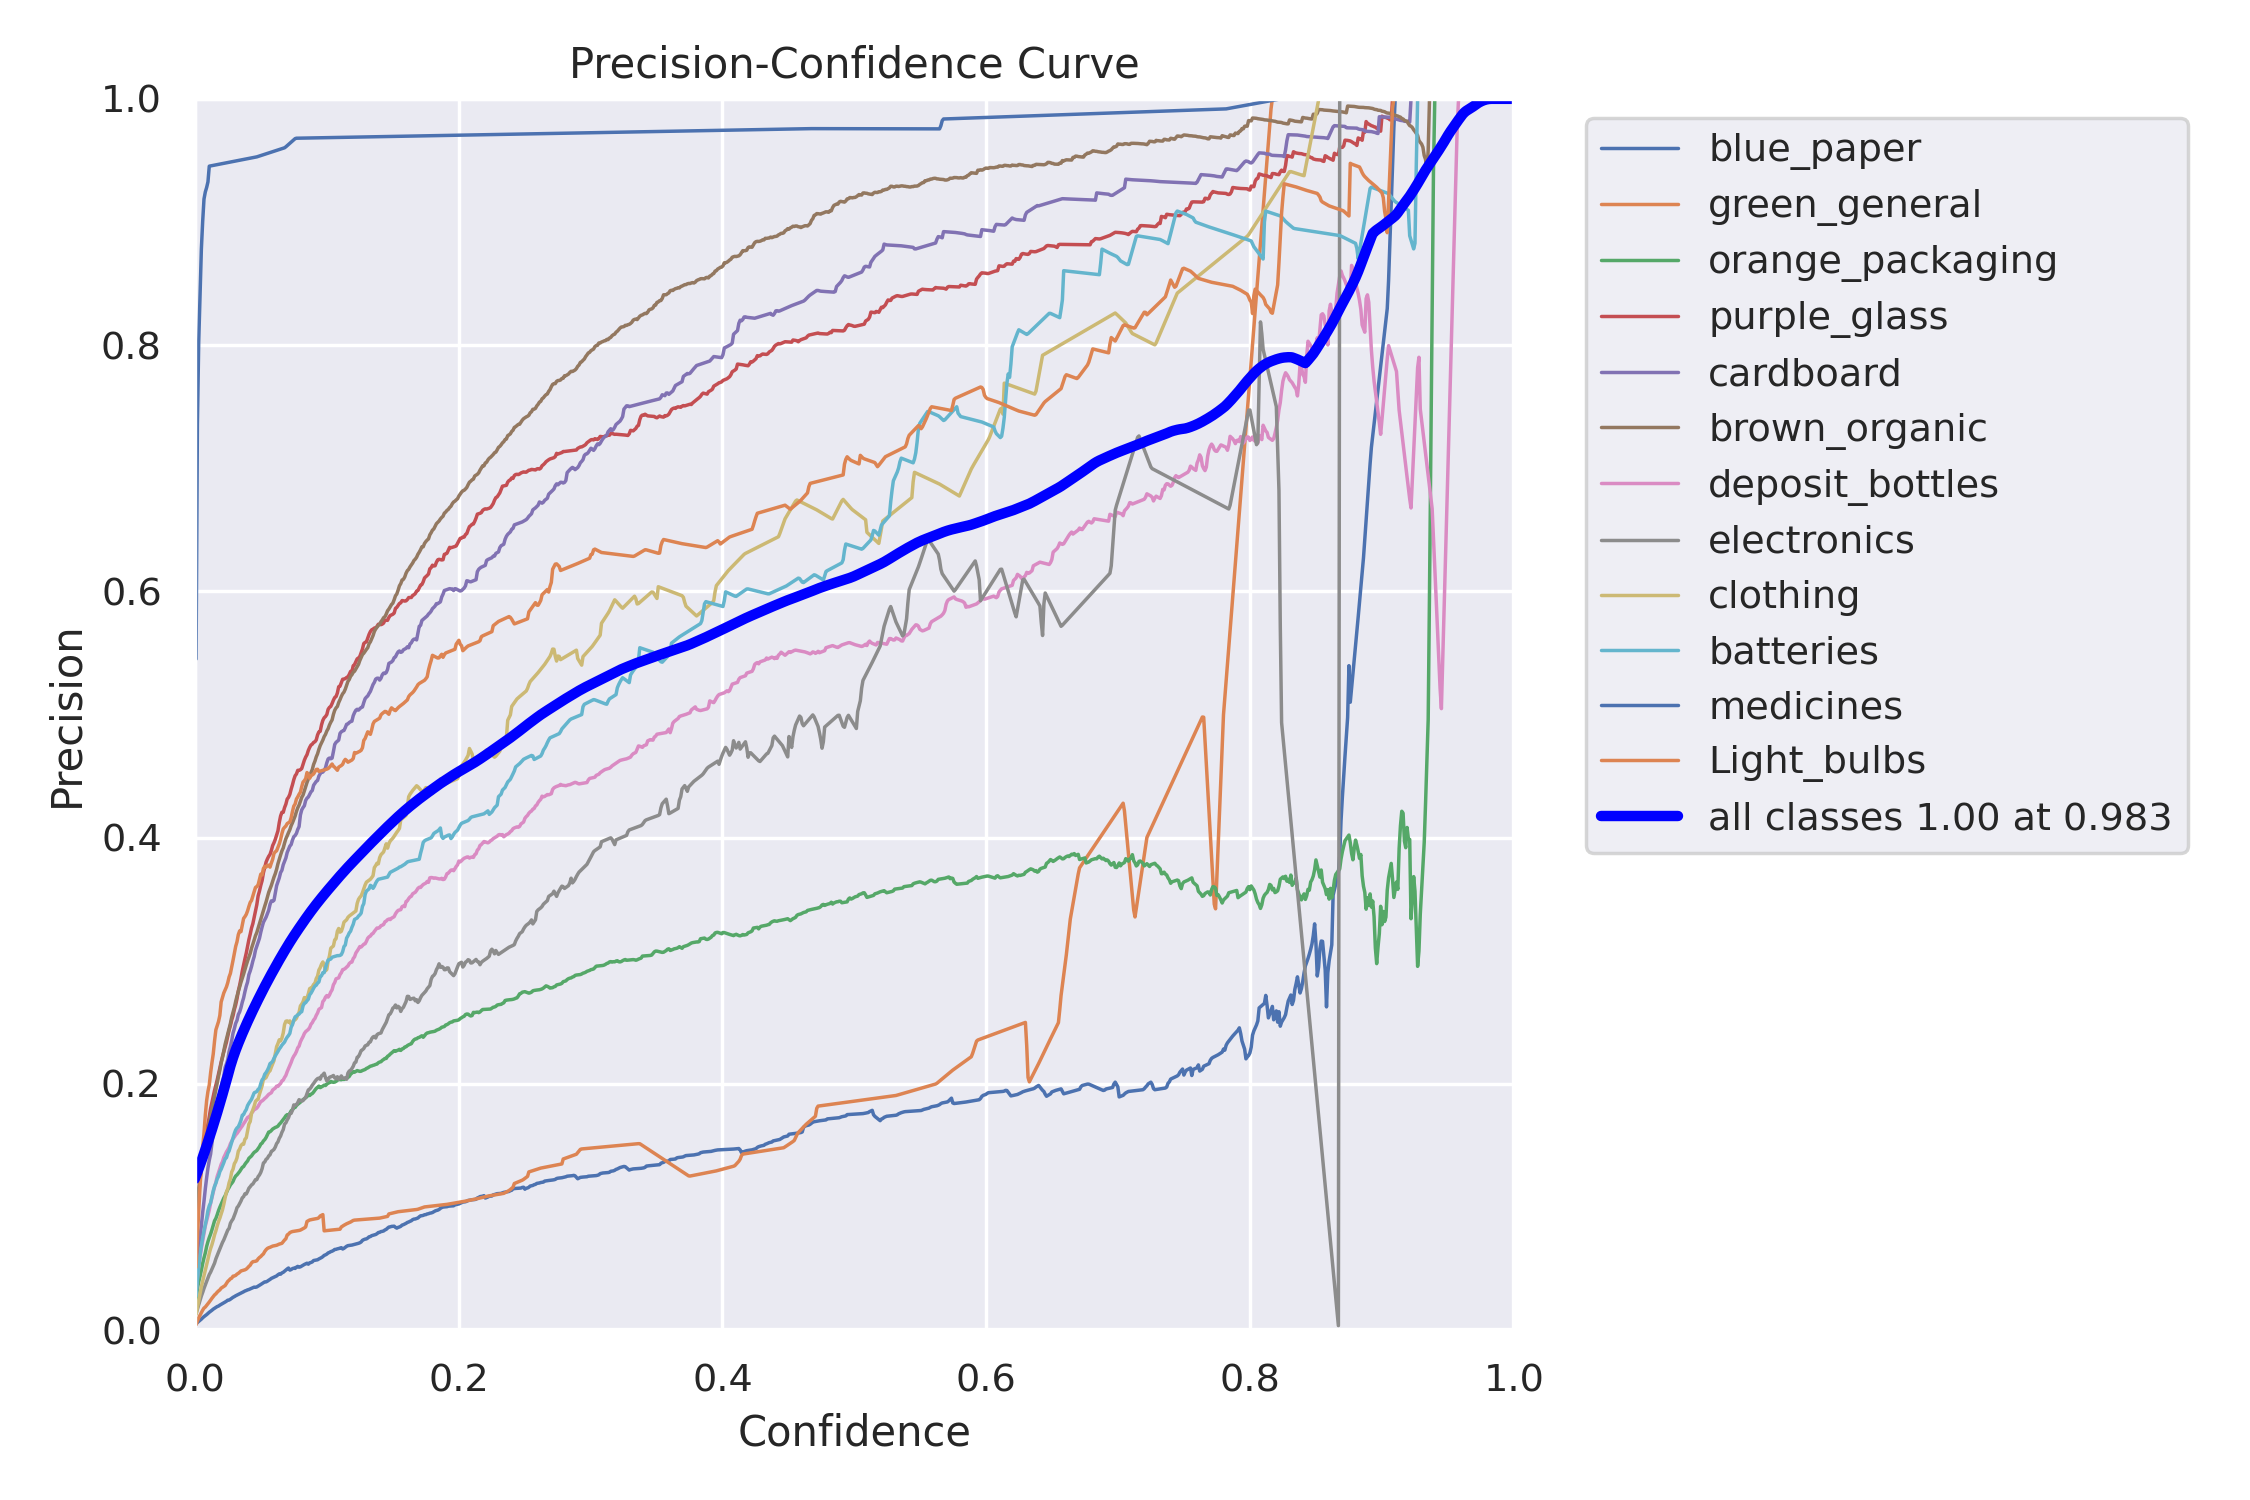 Precision-Confidence Curve
1.0
0.8
0.6
0.4
0.2
0.0
Precision
0.0 0.2 0.4 0.6 0.8 1.0
Confidence
blue_paper
green_general
orange_packaging
purple_glass
cardboard
brown_organic
deposit_bottles
electronics
clothing
batteries
medicines
Light_bulbs
all classes 1.00 at 0.983